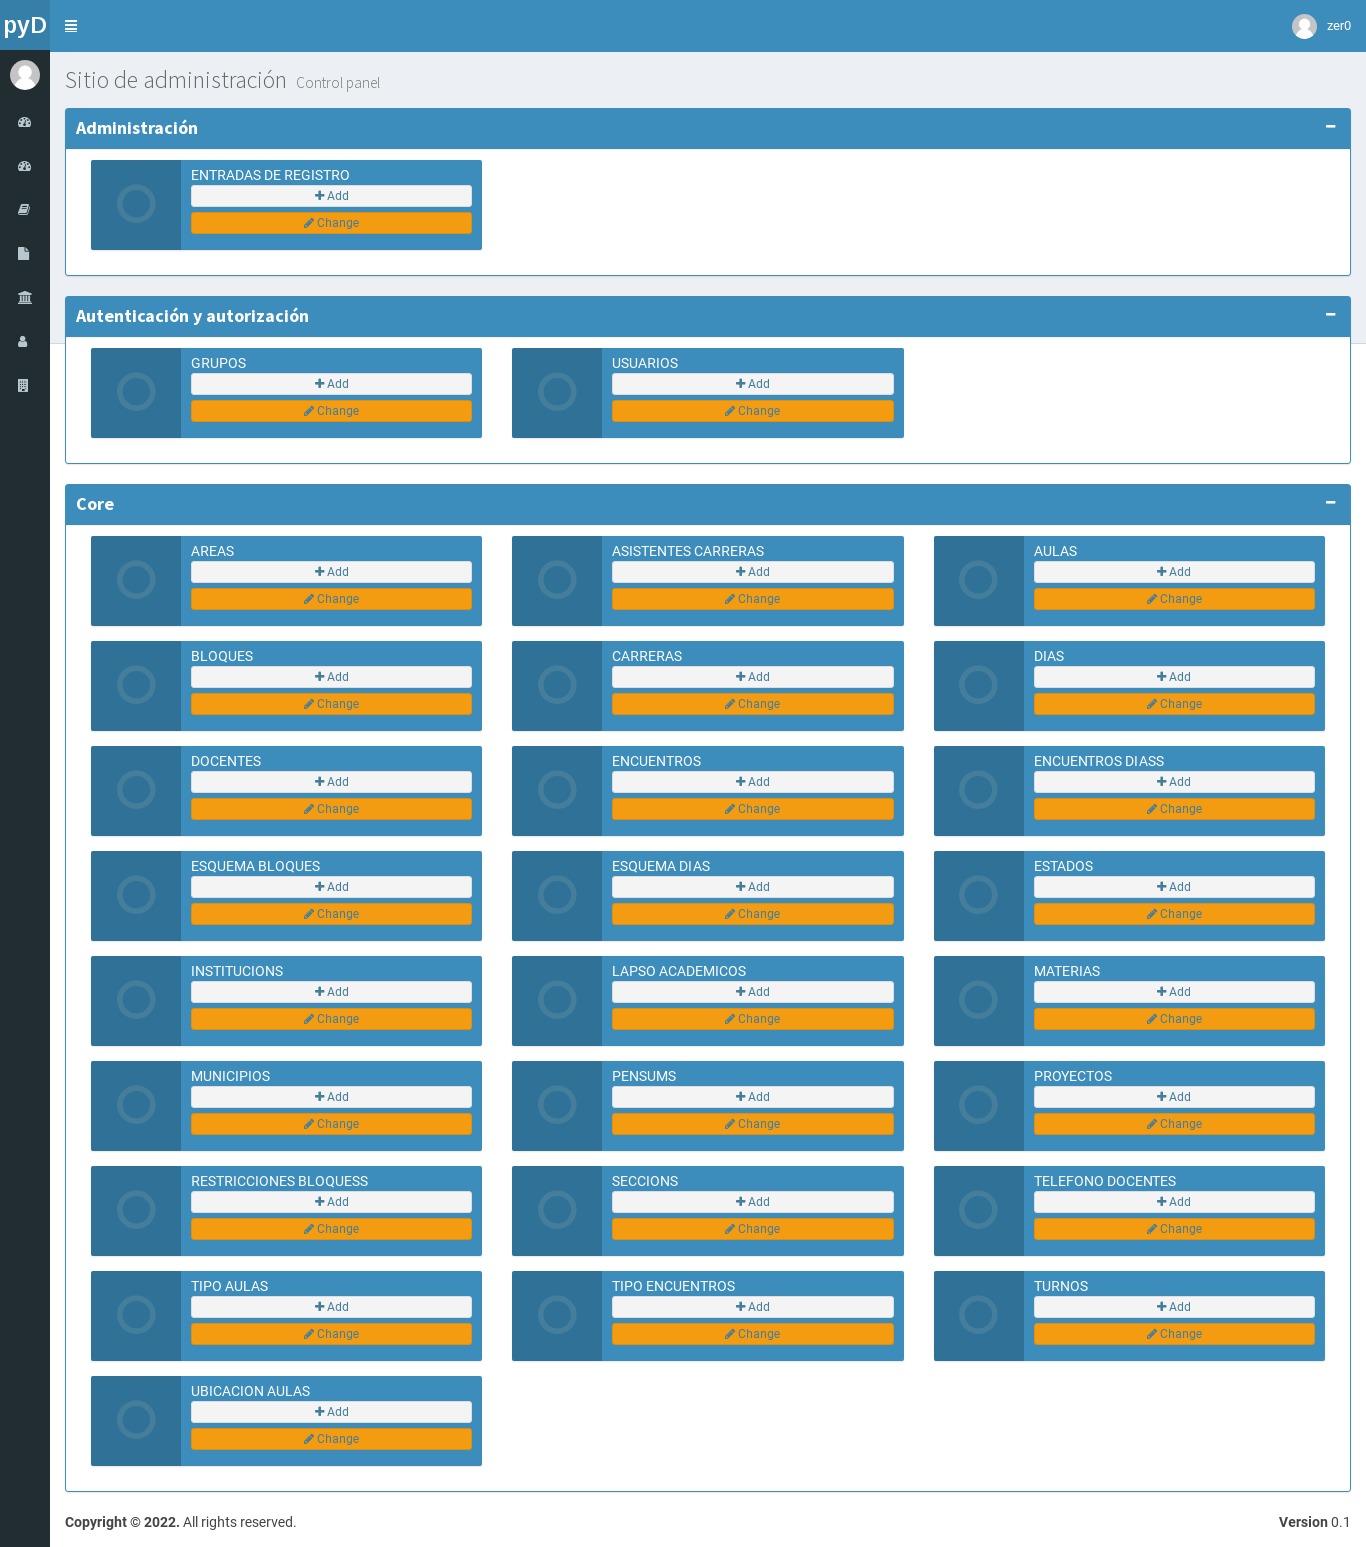 pyD
zer0
Sitio de administración Control panel
Administración
ENTRADAS DE REGISTRO
Add
Change
Autenticación y autorización
GRUPOS
Add
Change
USUARIOS
Add
Change
Core
AREAS
Add
Change
ASISTENTES CARRERAS
Add
Change
AULAS
Add
Change
BLOQUES
Add
Change
CARRERAS
Add
Change
DIAS
Add
Change
DOCENTES
Add
Change
ENCUENTROS
Add
Change
ENCUENTROS DIASS
Add
Change
ESQUEMA BLOQUES
Add
Change
ESQUEMA DIAS
Add
Change
ESTADOS
Add
Change
INSTITUCIONS
Add
Change
LAPSO ACADEMICOS
Add
Change
MATERIAS
Add
Change
MUNICIPIOS
Add
Change
PENSUMS
Add
Change
PROYECTOS
Add
Change
RESTRICCIONES BLOQUESS
Add
Change
SECCIONS
Add
Change
TELEFONO DOCENTES
Add
Change
TIPO AULAS
Add
Change
TIPO ENCUENTROS
Add
Change
TURNOS
Add
Change
UBICACION AULAS
Add
Change
Copyright © 2022. All rights reserved.
Version 0.1